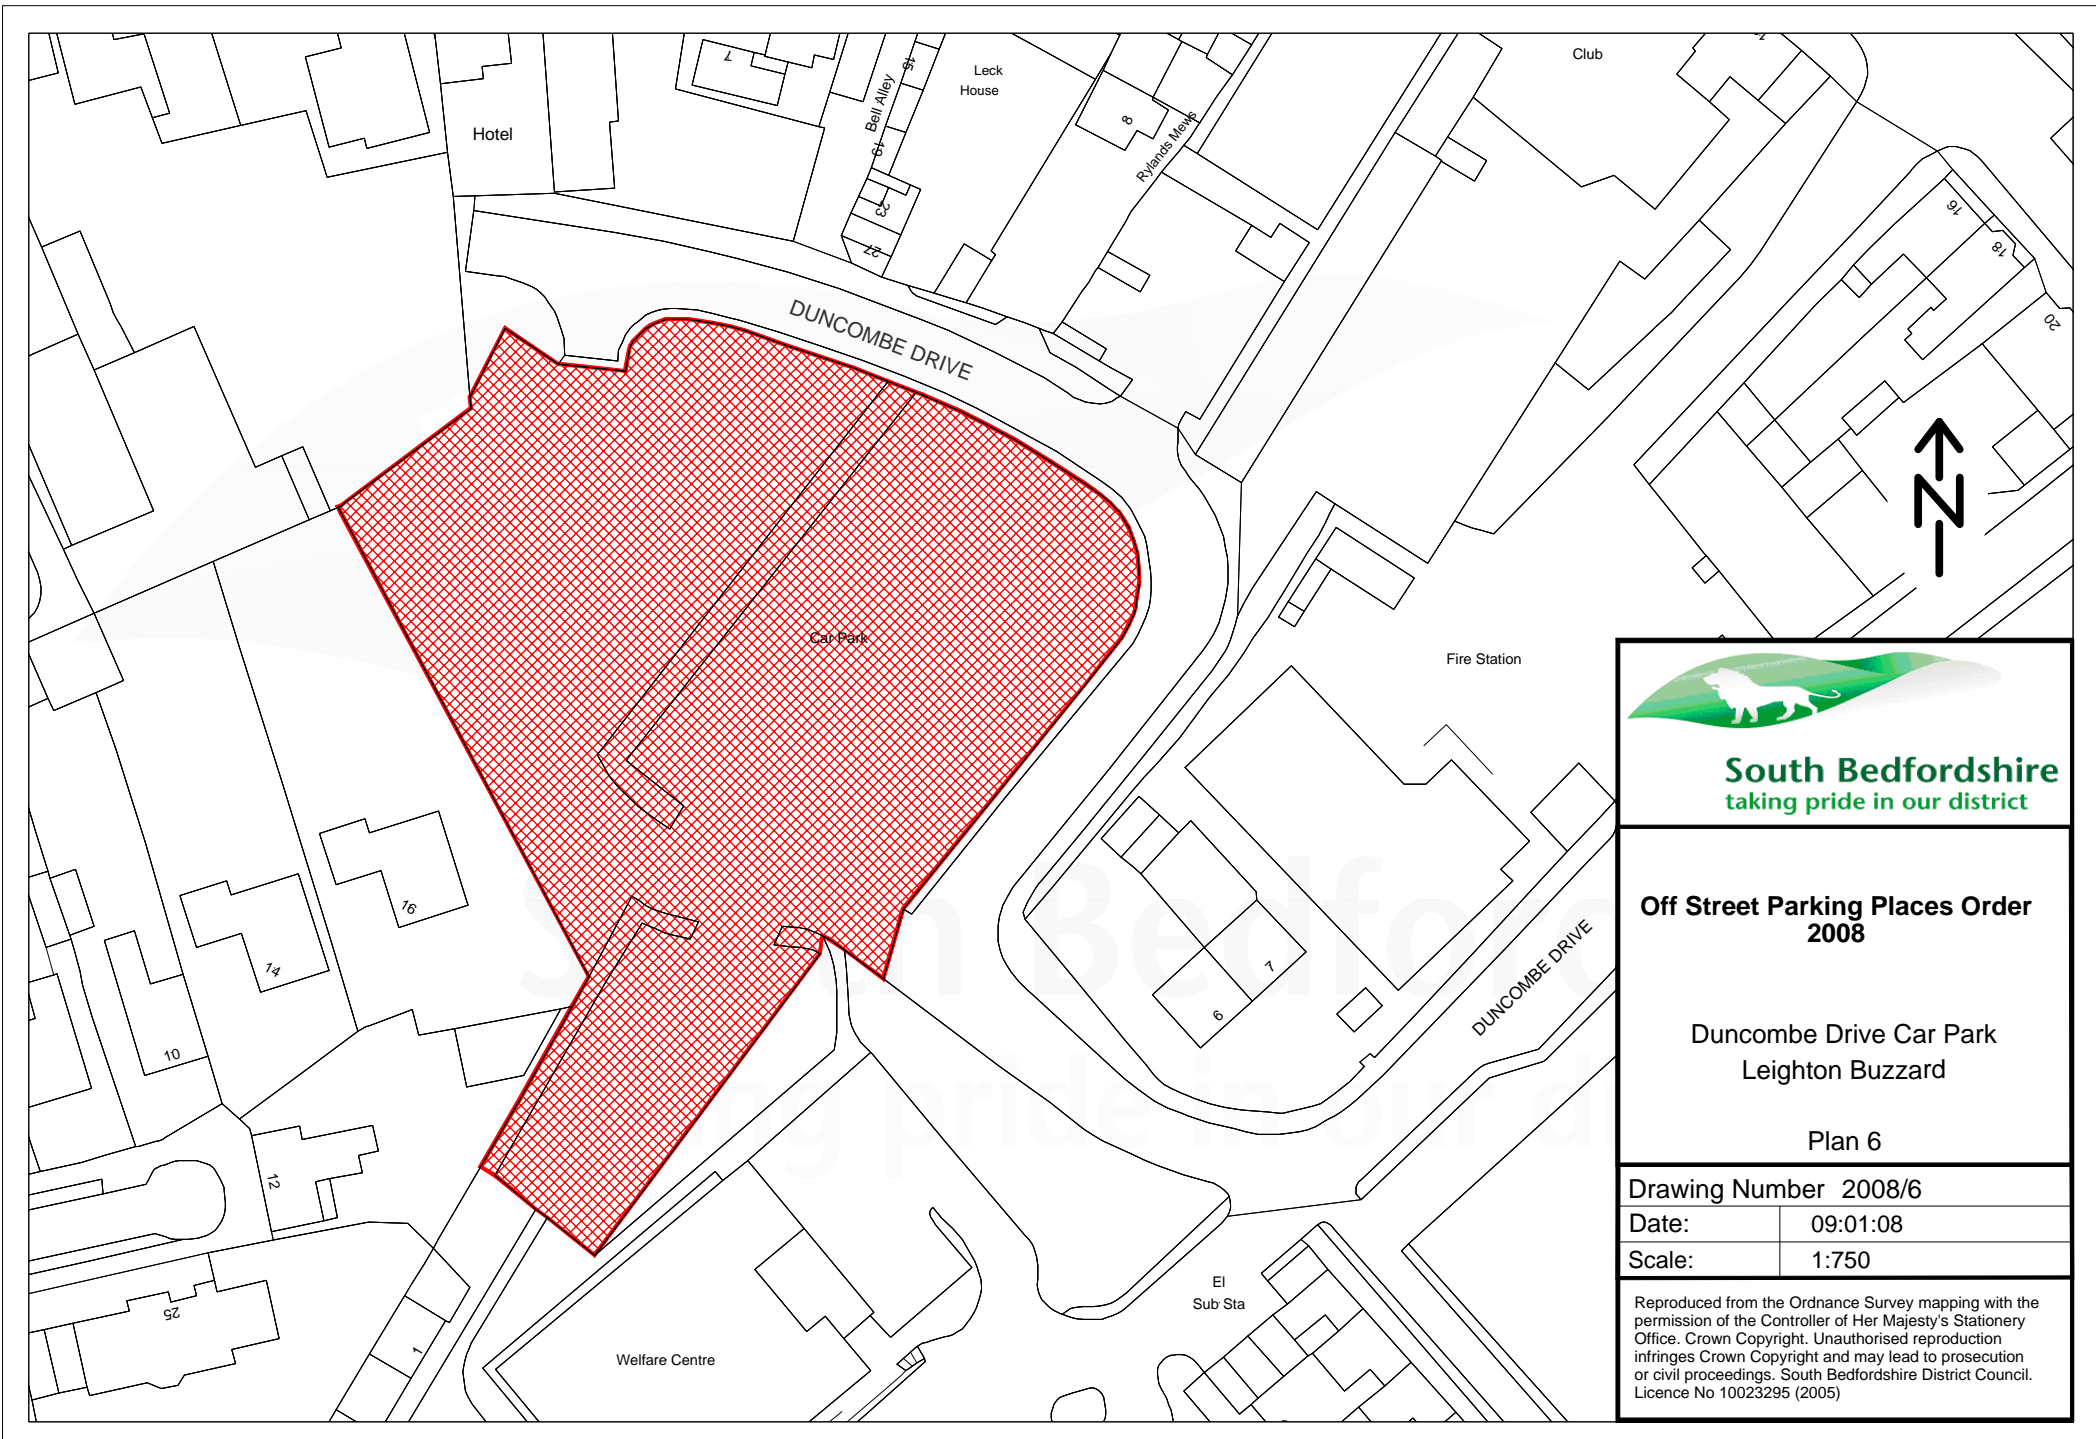 Club
Leck
House
7
15
Bell Alley
19
23
27
8
Rylands Mews
Hotel
16
18
20
DUNCOMBE DRIVE
N
Car Park
Fire Station
16
14
10
12
25
1
7
6
DUNCOMBE DRIVE
El
Sub Sta
Welfare Centre
South Bedfordshire
taking pride in our district
Off Street Parking Places Order
2008
Duncombe Drive Car Park
Leighton Buzzard
Plan 6
Drawing Number 2008/6
Date: 09:01:08
Scale: 1:750
Reproduced from the Ordnance Survey mapping with the
permission of the Controller of Her Majesty's Stationery
Office. Crown Copyright. Unauthorised reproduction
infringes Crown Copyright and may lead to prosecution
or civil proceedings. South Bedfordshire District Council.
Licence No 10023295 (2005)